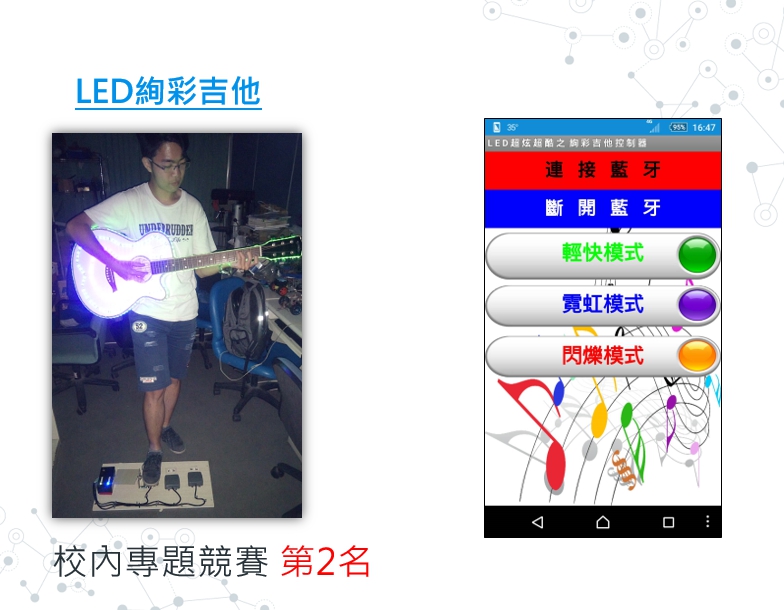 LED絢彩吉他
UNDERRUDDER
35°
95%
16:47
LED超炫超酷之 絢彩吉他控制器
連接藍牙
斷開藍牙
輕快模式
霓虹模式
閃爍模式
校內專題競賽 第2名